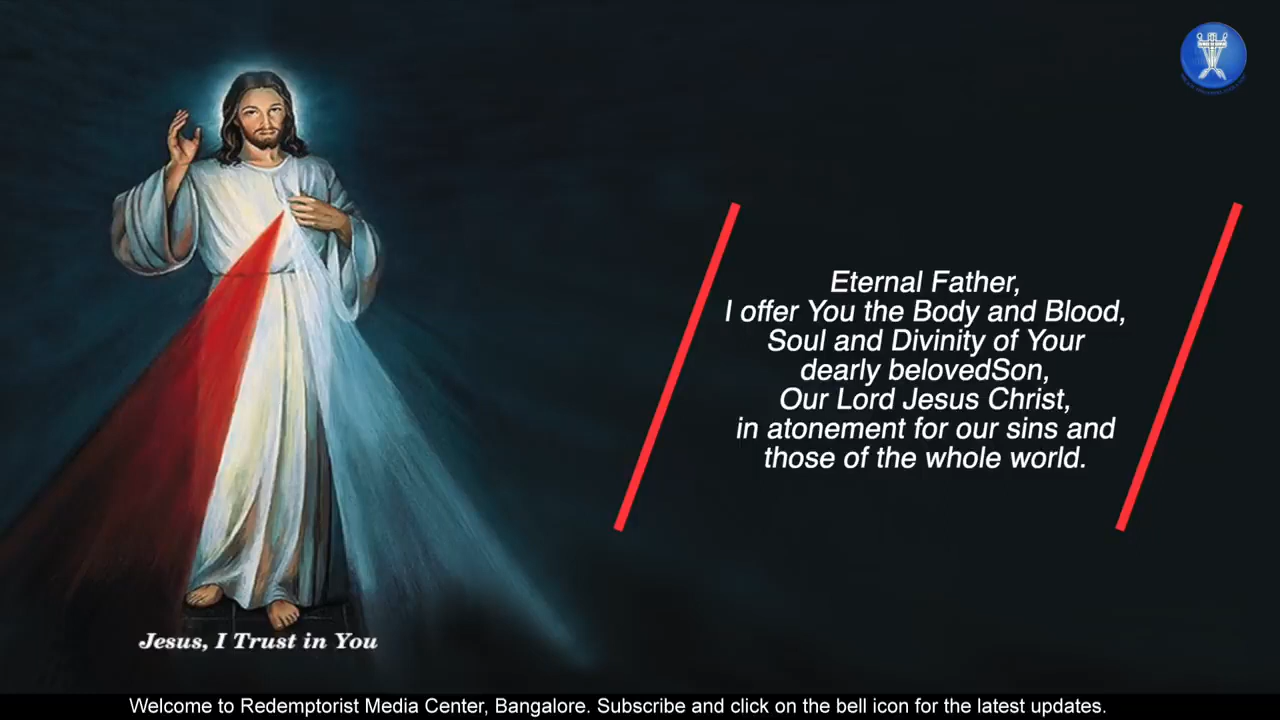 Eternal Father,
I offer You the Body and Blood,
Soul and Divinity of Your
dearly belovedSon,
Our Lord Jesus Christ,
in atonement for our sins and
those of the whole world.
Jesus, I Trust in You
Welcome to Redemptorist Media Center, Bangalore. Subscribe and click on the bell icon for the latest updates.